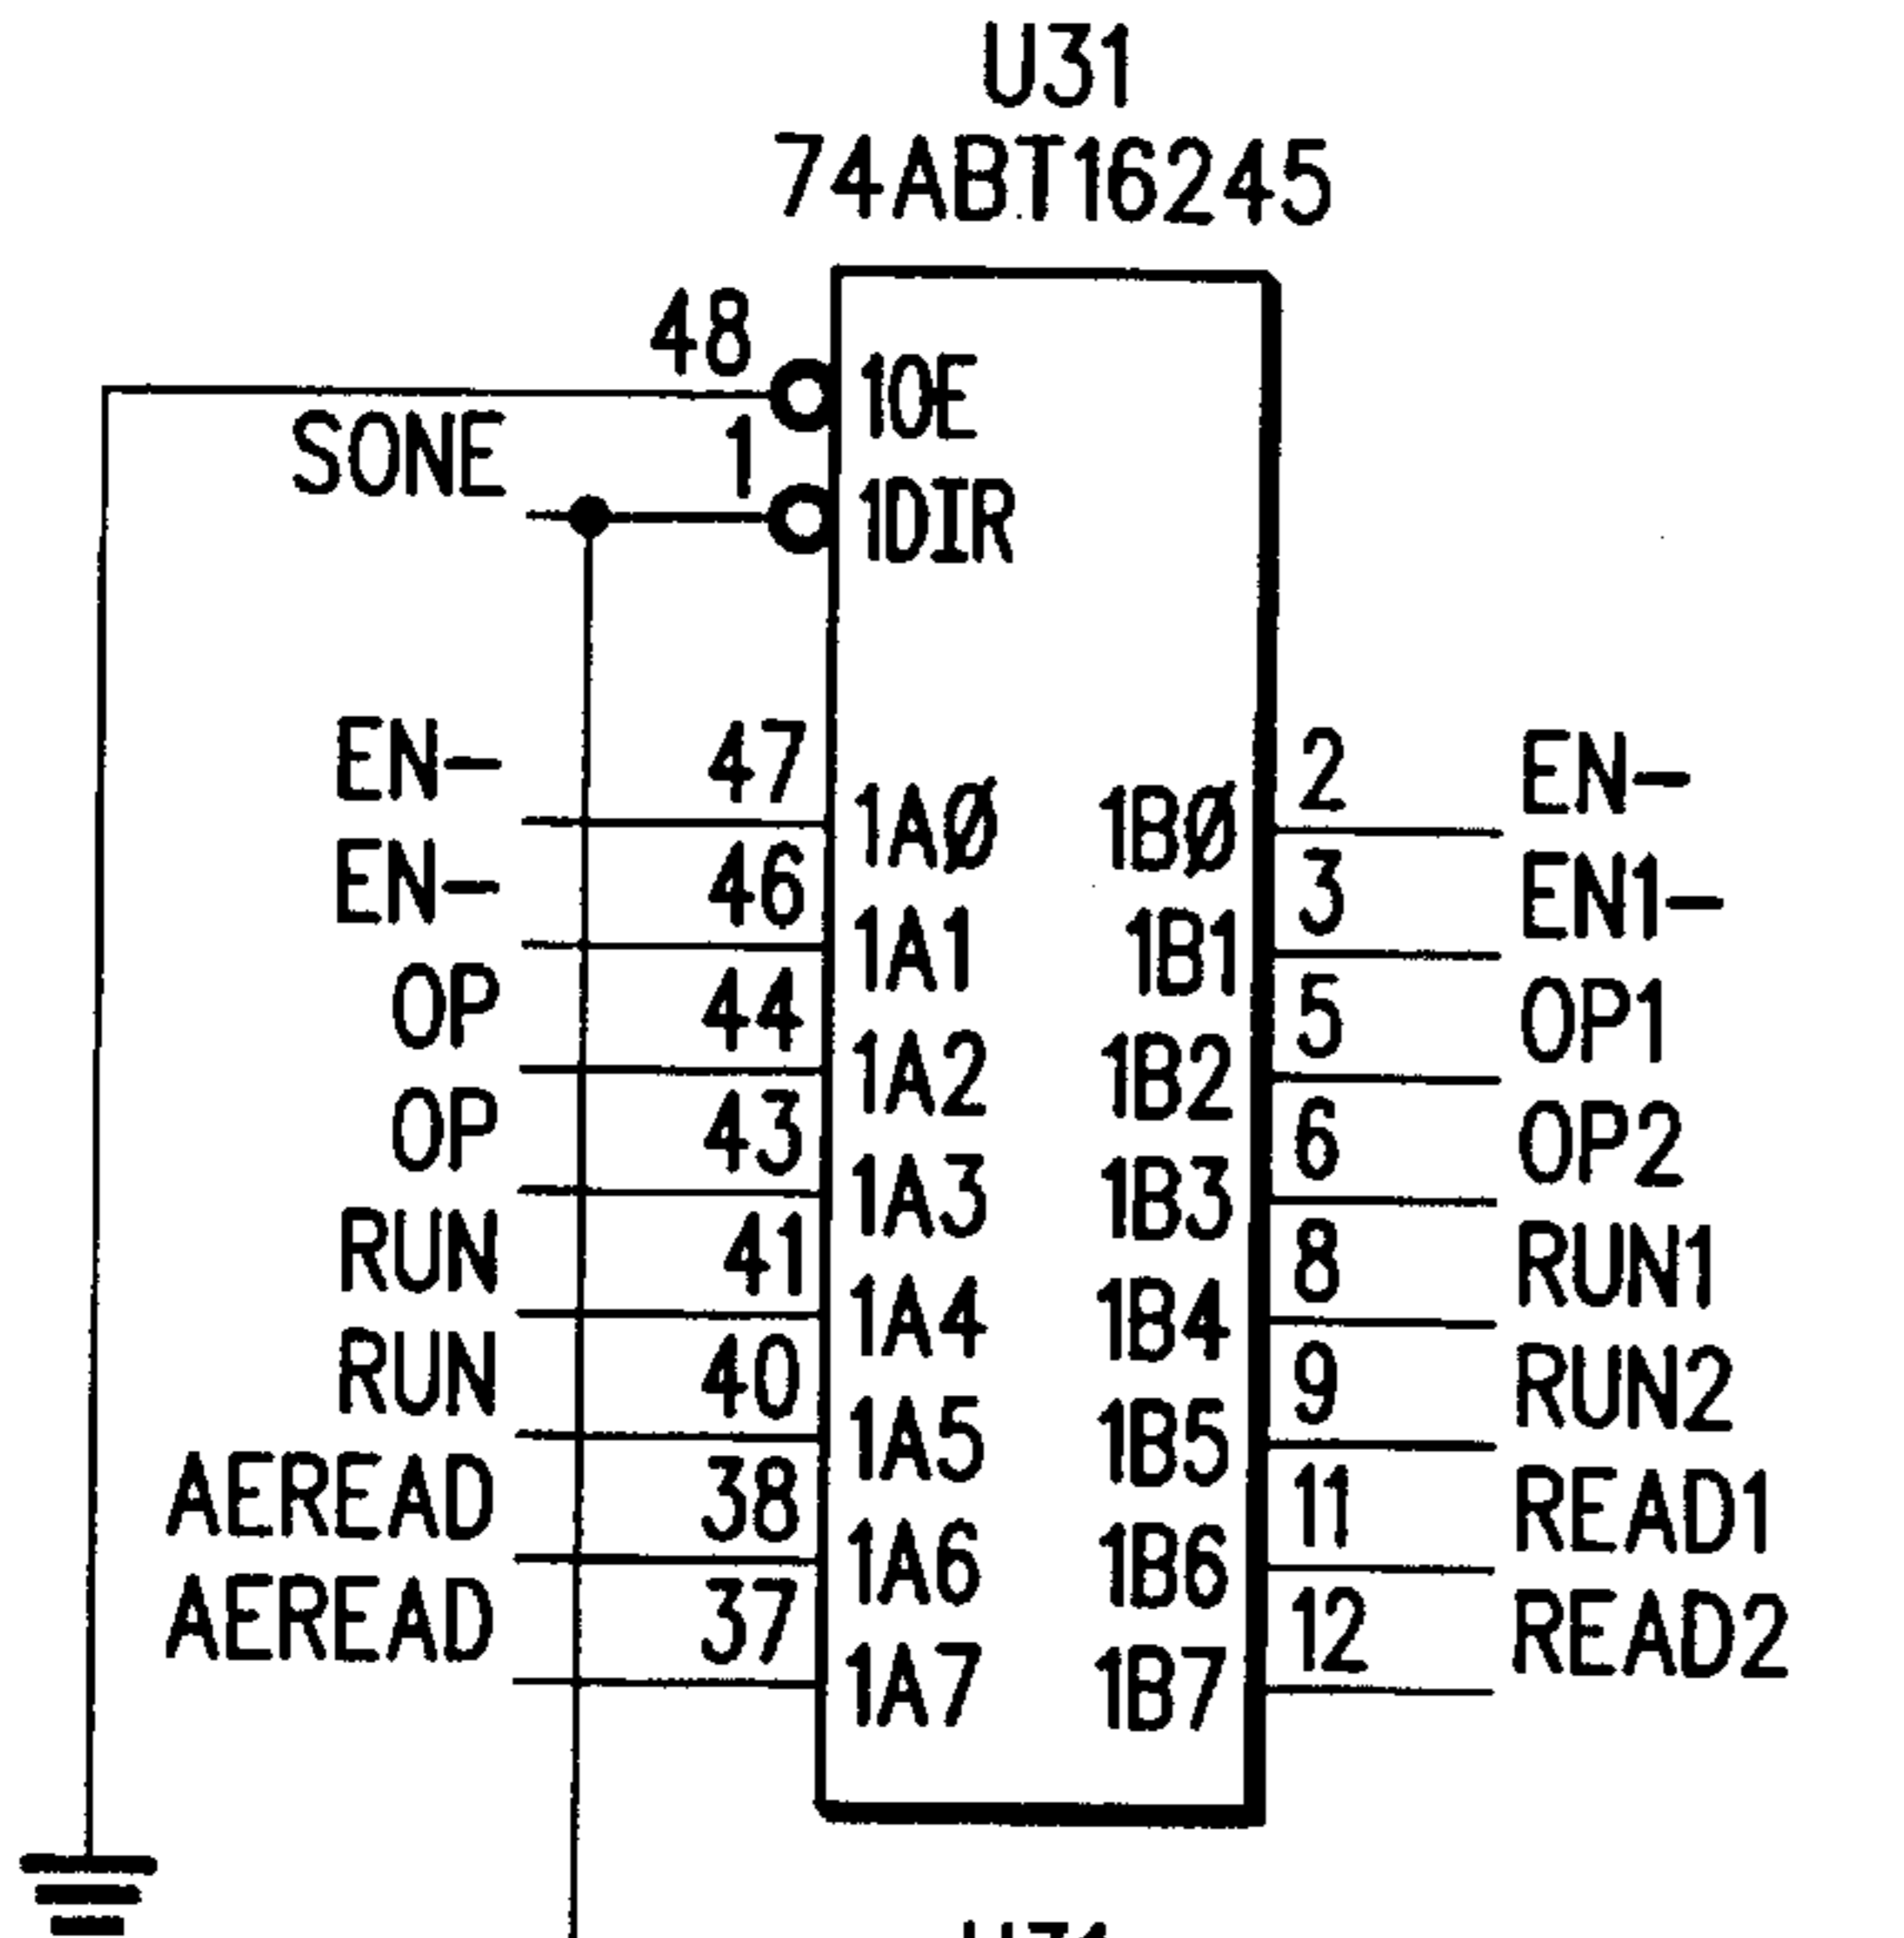 U31
74ABT16245
48 1OE
SONE 1 1DIR
EN- 47 1AØ 1BØ 2 EN-
EN- 46 1A1 1B1 3 EN1-
OP 44 1A2 1B2 5 OP1
OP 43 1A3 1B3 6 OP2
RUN 41 1A4 1B4 8 RUN1
RUN 40 1A5 1B5 9 RUN2
AEREAD 38 1A6 1B6 11 READ1
AEREAD 37 1A7 1B7 12 READ2